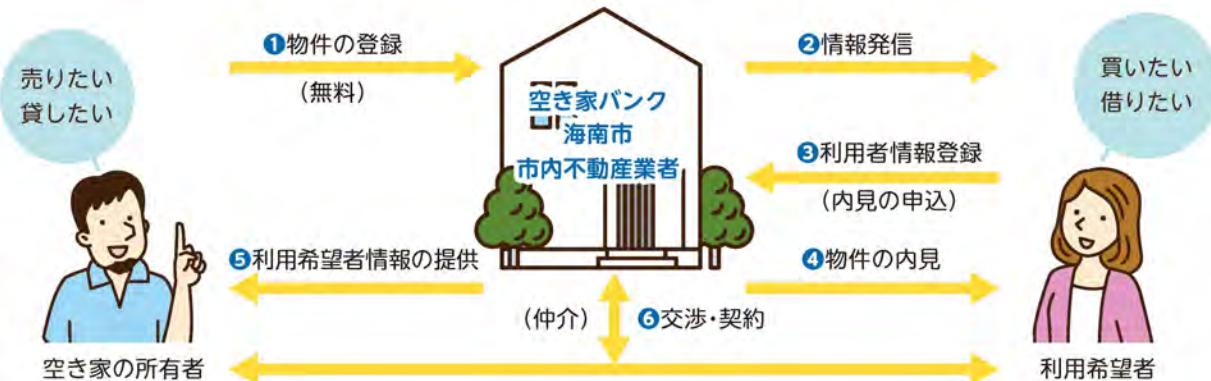 売りたい
貸したい
❶物件の登録
(無料)
空き家バンク
海南市
市内不動産業者
❷情報発信
買いたい
借りたい
❸利用者情報登録
(内見の申込)
❺利用希望者情報の提供
❹物件の内見
(仲介)
❻交渉・契約
空き家の所有者
利用希望者